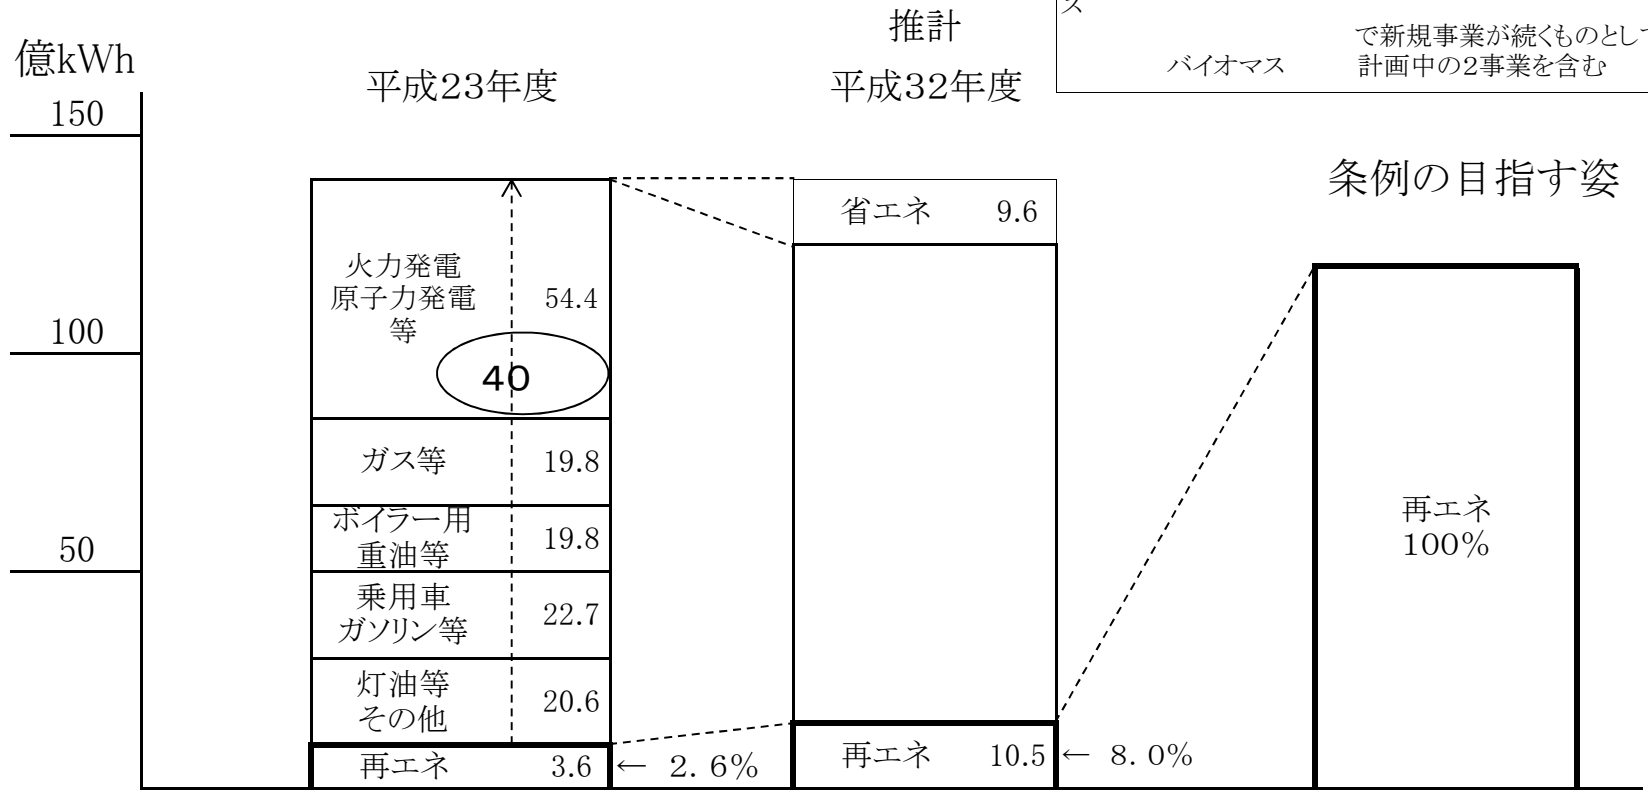 ス
で新規事業が続くものとして
バイオマス 計画中の2事業を含む
億kWh
150
100
50
平成23年度
火力発電
原子力発電
等
54.4
40
ガス等 19.8
ボイラー用
重油等
19.8
乗用車
ガソリン等
22.7
灯油等
その他
20.6
再エネ 3.6
← 2.6%
推計
平成32年度
省エネ 9.6
再エネ 10.5
← 8.0%
条例の目指す姿
再エネ
100%